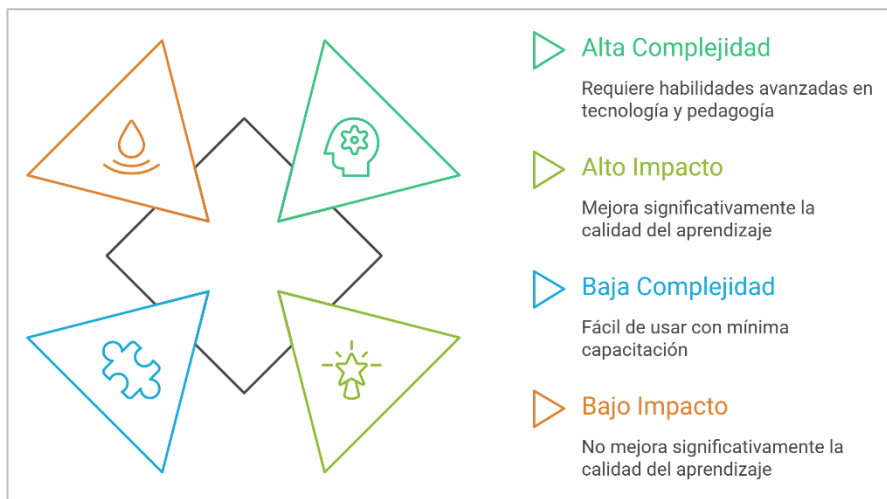 Alta Complejidad
Requiere habilidades avanzadas en
tecnología y pedagogía
Alto Impacto
Mejora significativamente la
calidad del aprendizaje
Baja Complejidad
Fácil de usar con mínima
capacitación
Bajo Impacto
No mejora significativamente la
calidad del aprendizaje